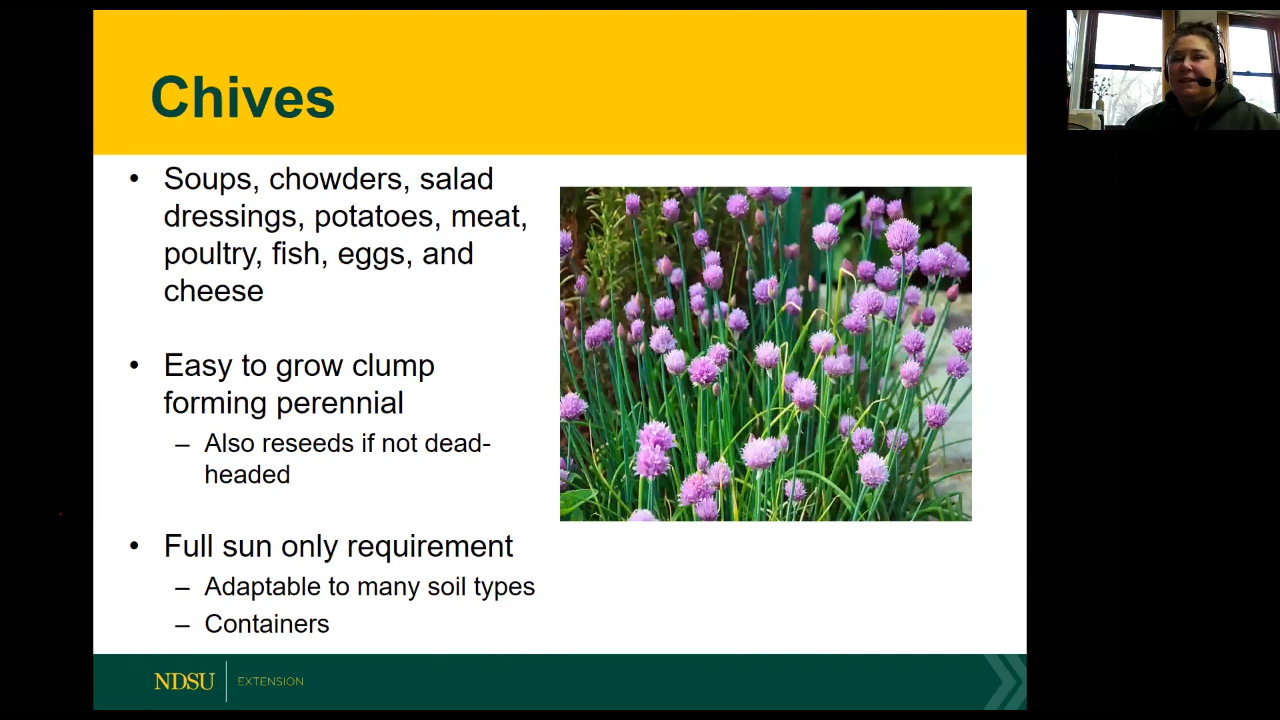 Chives
• Soups, chowders, salad
dressings, potatoes, meat,
poultry, fish, eggs, and
cheese
• Easy to grow clump
forming perennial
– Also reseeds if not dead-
headed
• Full sun only requirement
– Adaptable to many soil types
– Containers
NDSU EXTENSION